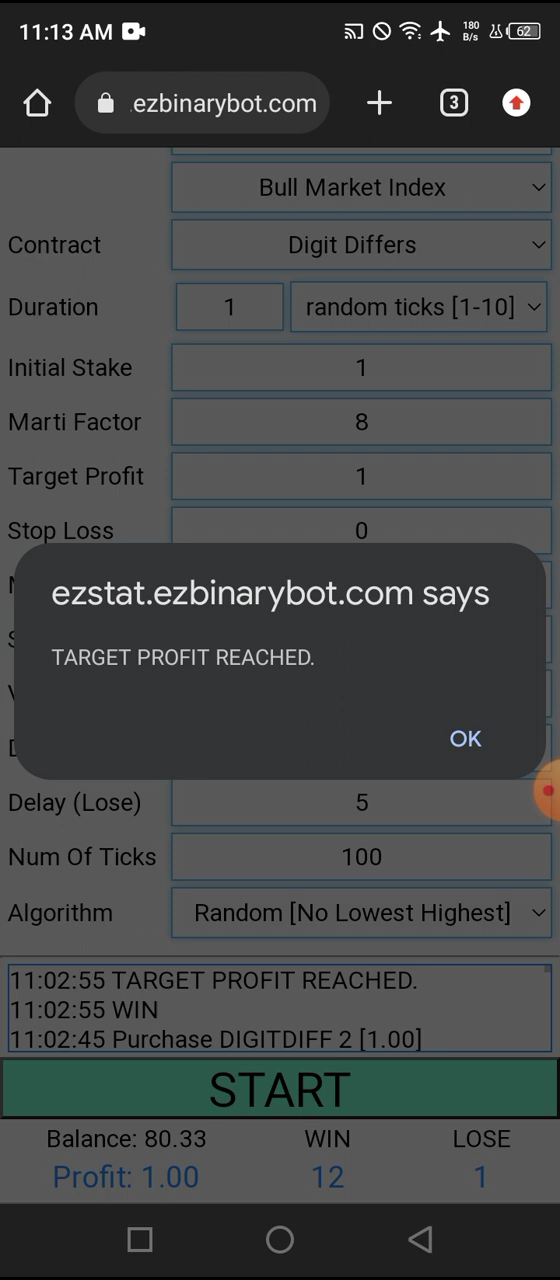 11:13 AM 180 B/s 62
.ezbinarybot.com 3
Bull Market Index
Contract Digit Differs
Duration 1 random ticks [1-10]
Initial Stake 1
Marti Factor 8
Target Profit 1
Stop Loss 0
ezstat.ezbinarybot.com says
TARGET PROFIT REACHED.
OK
Delay (Lose) 5
Num Of Ticks 100
Algorithm Random [No Lowest Highest]
11:02:55 TARGET PROFIT REACHED.
11:02:55 WIN
11:02:45 Purchase DIGITDIFF 2 [1.00]
START
Balance: 80.33 WIN LOSE
Profit: 1.00 12 1